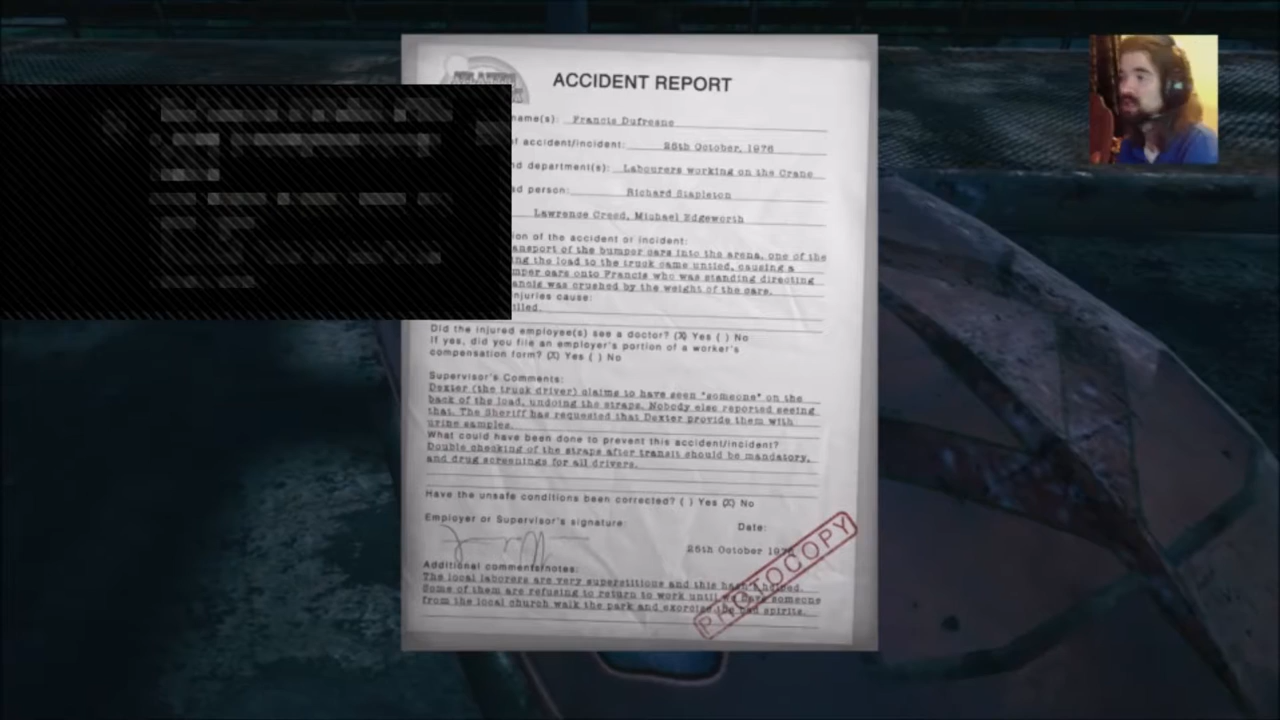 ACCIDENT REPORT
name(s): Francis Dufresne
of accident/incident: 25th October, 1976
department(s): Labourers working on the Crane
person: Richard Stapleton
Lawrence Creed, Michael Edgeworth
of the accident or incident:
of the bumper cars into the arena, one of the
the load to the truck came untied, causing a
cars onto Francis who was standing directing
was crushed by the weight of the cars.
injuries cause:
Did the injured employee(s) see a doctor? (X) Yes ( ) No
If yes, did you file an employer's portion of a worker's
compensation form? (X) Yes ( ) No
Supervisor's Comments:
Dexter (the truck driver) claims to have seen "someone" on the
back of the load, undoing the straps. Nobody else reported seeing
that. The Sheriff has requested that Dexter provide them with
urine samples.
What could have been done to prevent this accident/incident?
Double checking of the straps after transit should be mandatory,
and drug screenings for all drivers.
Have the unsafe conditions been corrected? ( ) Yes (X) No
Employer or Supervisor's signature:
Date:
25th October 1976
Additional comments/notes:
The local laborers are very superstitious and this hasn't helped.
Some of them are refusing to return to work until we have someone
from the local church walk the park and exorcise the bad spirits.
PHOTOCOPY